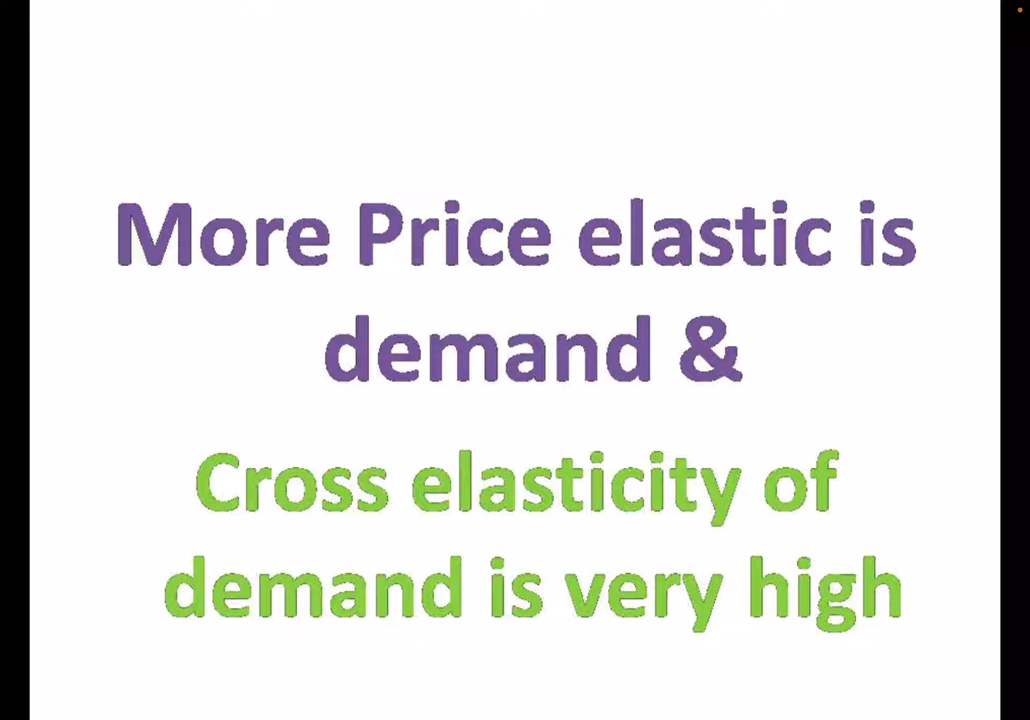 More Price elastic is
demand &
Cross elasticity of
demand is very high